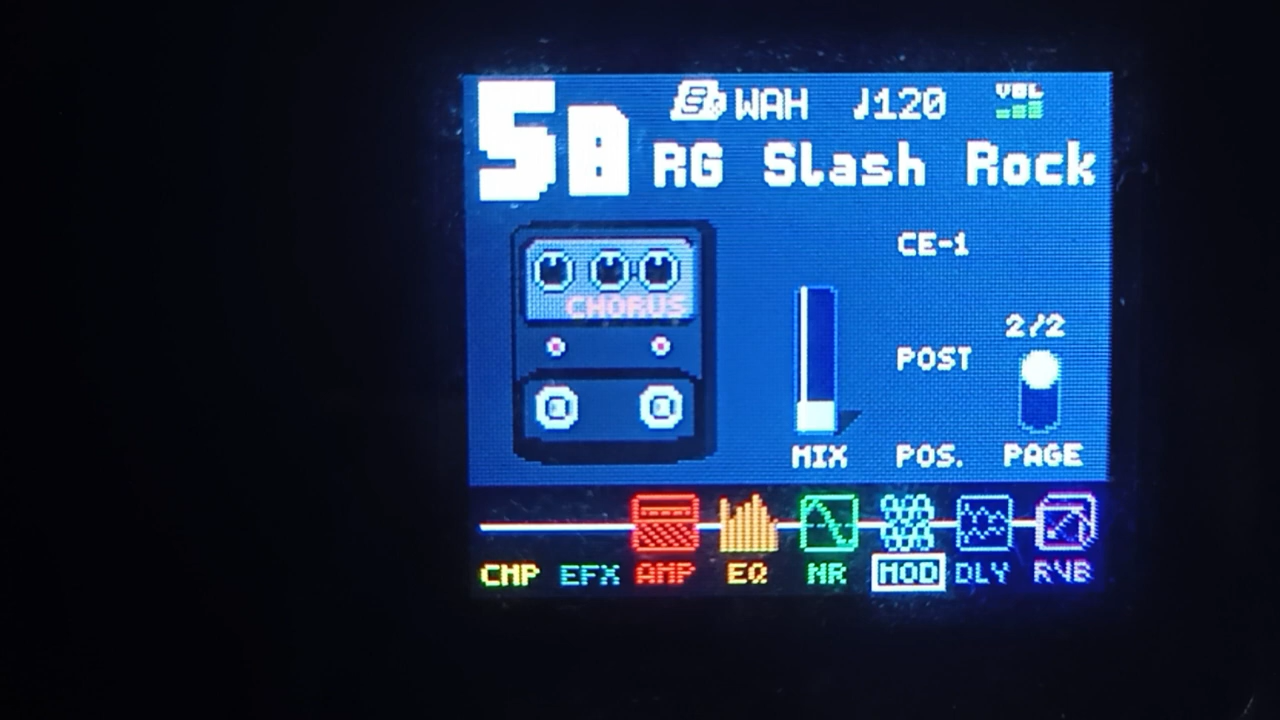 5B WAH ♩120 VOL
RG Slash Rock
CHORUS
CE-1
2/2
POST
MIX POS. PAGE
CMP EFX AMP EQ NR MOD DLY RVB